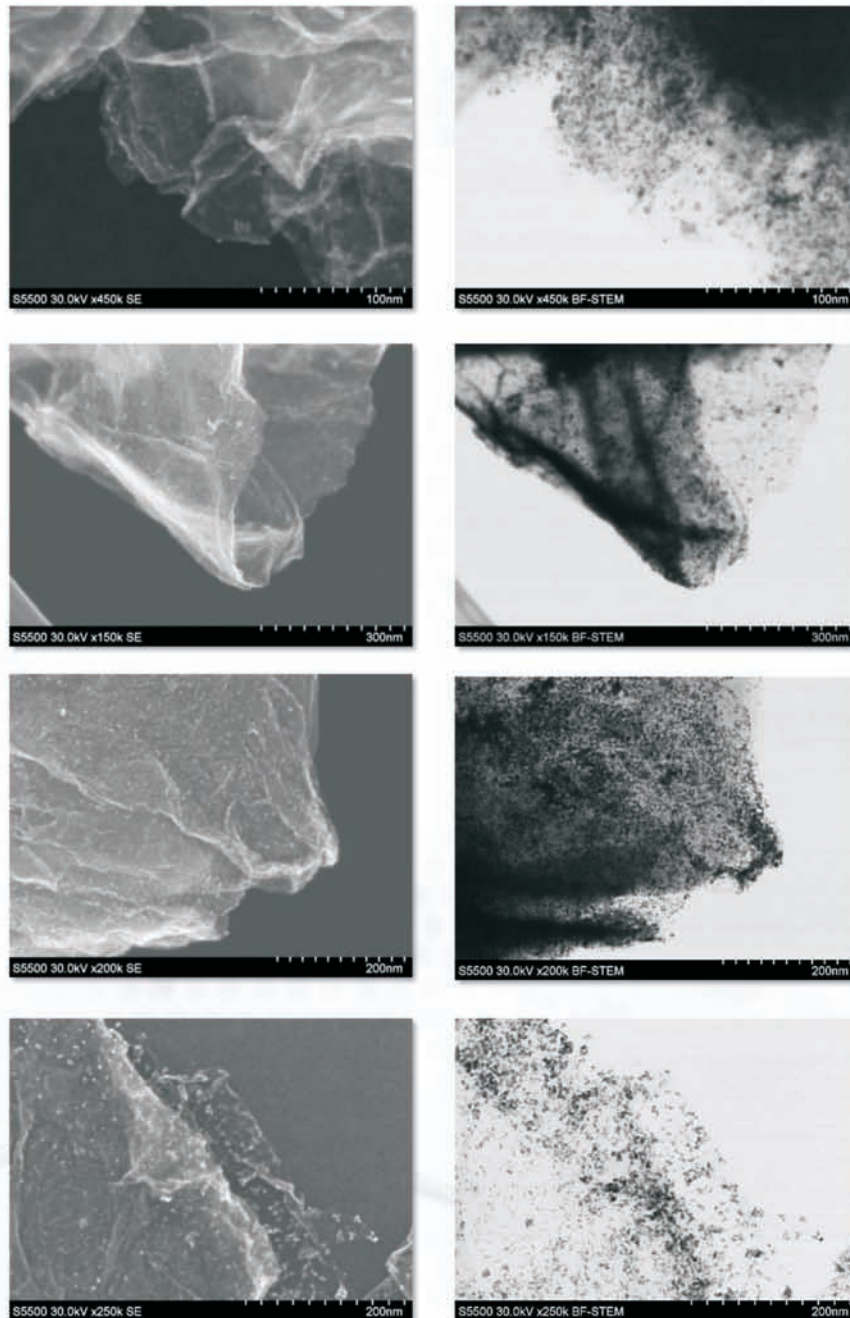 S5500 30.0kV x450k SE 100nm
S5500 30.0kV x450k BF-STEM 100nm
S5500 30.0kV x150k SE 300nm
S5500 30.0kV x150k BF-STEM 300nm
S5500 30.0kV x200k SE 200nm
S5500 30.0kV x200k BF-STEM 200nm
S5500 30.0kV x250k SE 200nm
S5500 30.0kV x250k BF-STEM 200nm